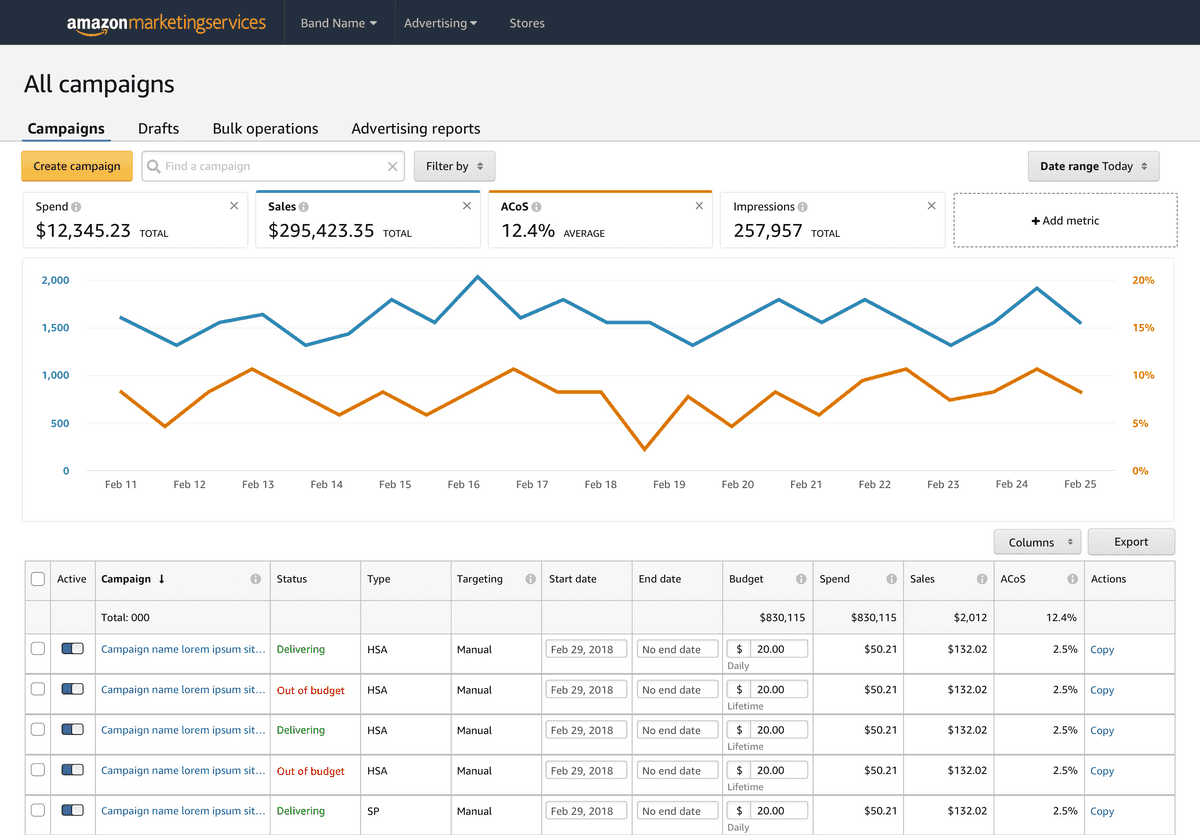 amazonmarketingservices Band Name Advertising Stores
All campaigns
Campaigns Drafts Bulk operations Advertising reports
Create campaign Find a campaign Filter by Date range Today
Spend Sales ACoS Impressions
$12,345.23 TOTAL $295,423.35 TOTAL 12.4% AVERAGE 257,957 TOTAL + Add metric
2,000 20%
1,500 15%
1,000 10%
500 5%
0 0%
Feb 11 Feb 12 Feb 13 Feb 14 Feb 15 Feb 16 Feb 17 Feb 18 Feb 19 Feb 20 Feb 21 Feb 22 Feb 23 Feb 24 Feb 25
Columns Export
Active Campaign Status Type Targeting Start date End date Budget Spend Sales ACoS Actions
Total: 000 $830,115 $830,115 $2,012 12.4%
Campaign name lorem ipsum sit... Delivering HSA Manual Feb 29, 2018 No end date $ 20.00 $50.21 $132.02 2.5% Copy
Daily
Campaign name lorem ipsum sit... Out of budget HSA Manual Feb 29, 2018 No end date $ 20.00 $50.21 $132.02 2.5% Copy
Lifetime
Campaign name lorem ipsum sit... Delivering HSA Manual Feb 29, 2018 No end date $ 20.00 $50.21 $132.02 2.5% Copy
Lifetime
Campaign name lorem ipsum sit... Out of budget HSA Manual Feb 29, 2018 No end date $ 20.00 $50.21 $132.02 2.5% Copy
Lifetime
Campaign name lorem ipsum sit... Delivering SP Manual Feb 29, 2018 No end date $ 20.00 $50.21 $132.02 2.5% Copy
Daily